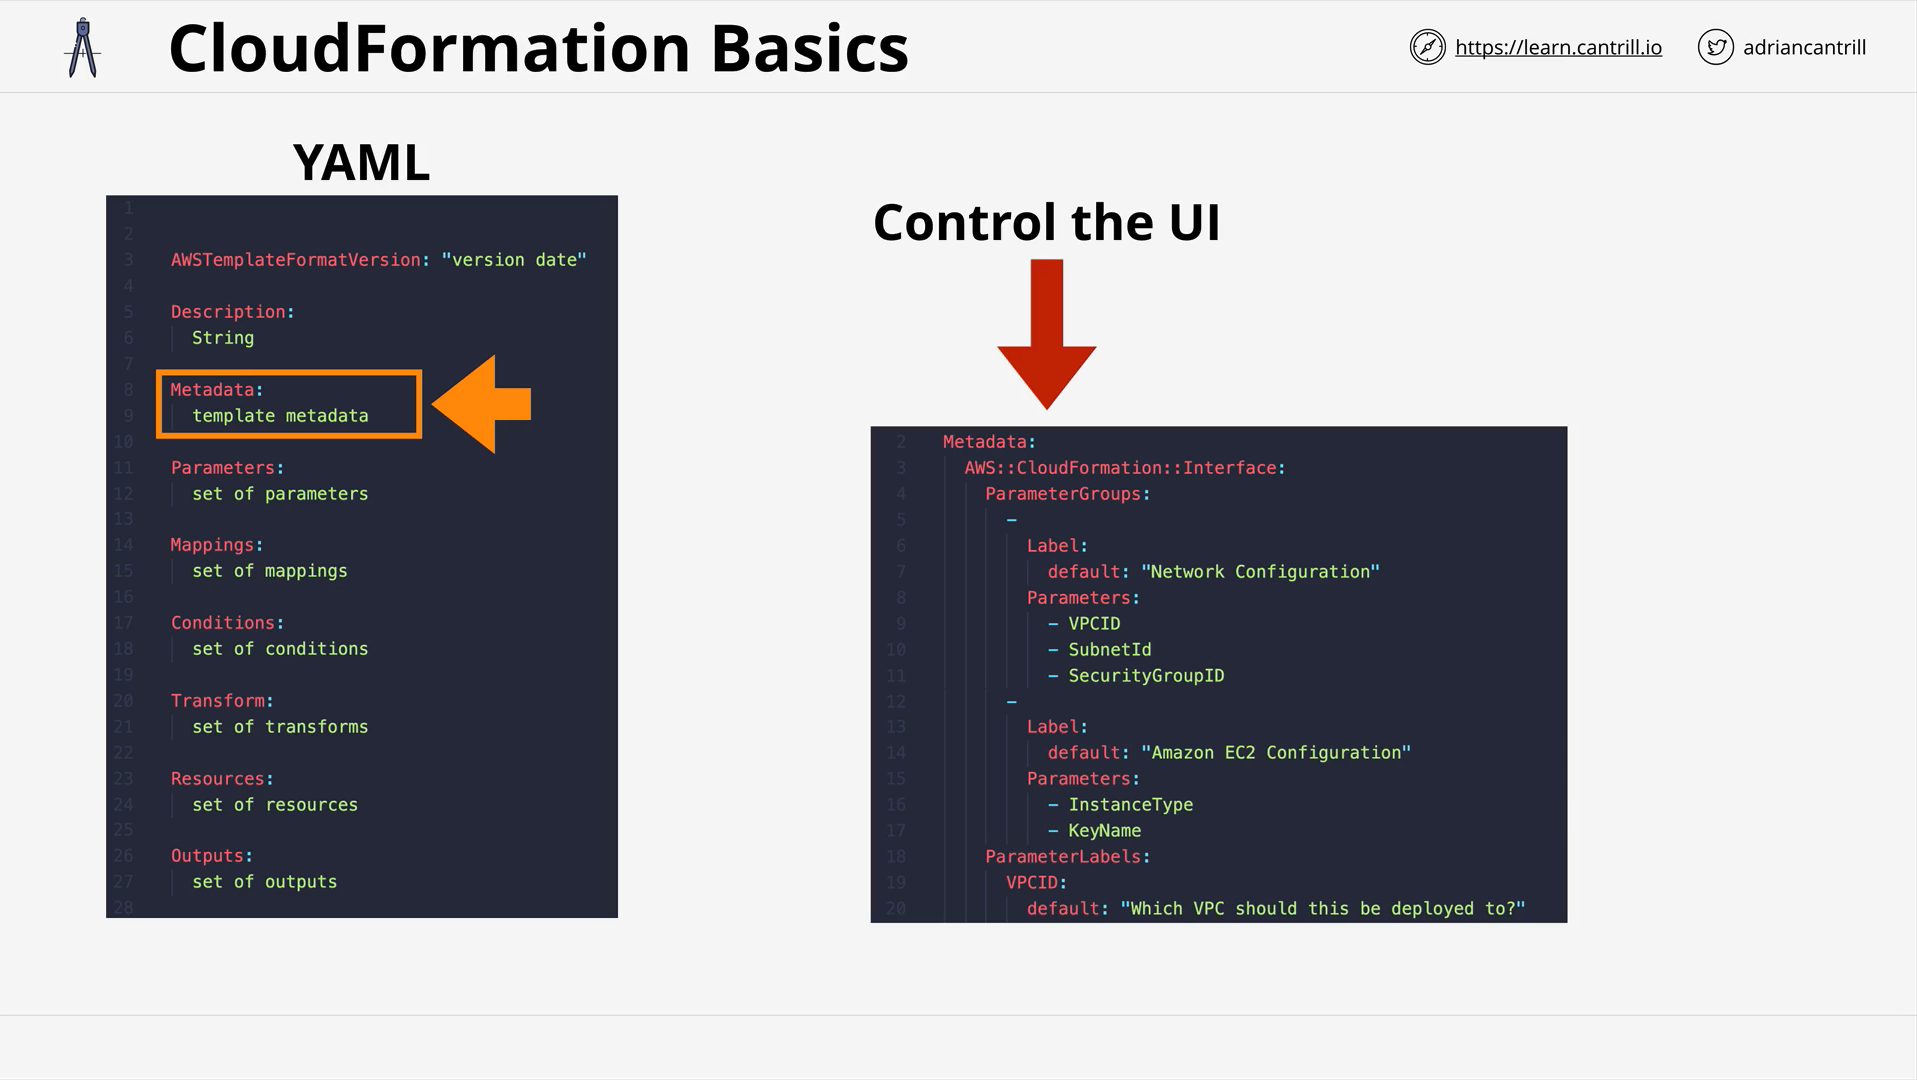 CloudFormation Basics
https://learn.cantrill.io
adriancantrill
YAML
1
2
3 AWSTemplateFormatVersion: "version date"
4
5 Description:
6 String
7
8 Metadata:
9 template metadata
10
11 Parameters:
12 set of parameters
13
14 Mappings:
15 set of mappings
16
17 Conditions:
18 set of conditions
19
20 Transform:
21 set of transforms
22
23 Resources:
24 set of resources
25
26 Outputs:
27 set of outputs
28
Control the UI
2 Metadata:
3 AWS::CloudFormation::Interface:
4 ParameterGroups:
5 -
6 Label:
7 default: "Network Configuration"
8 Parameters:
9 - VPCID
10 - SubnetId
11 - SecurityGroupID
12 -
13 Label:
14 default: "Amazon EC2 Configuration"
15 Parameters:
16 - InstanceType
17 - KeyName
18 ParameterLabels:
19 VPCID:
20 default: "Which VPC should this be deployed to?"